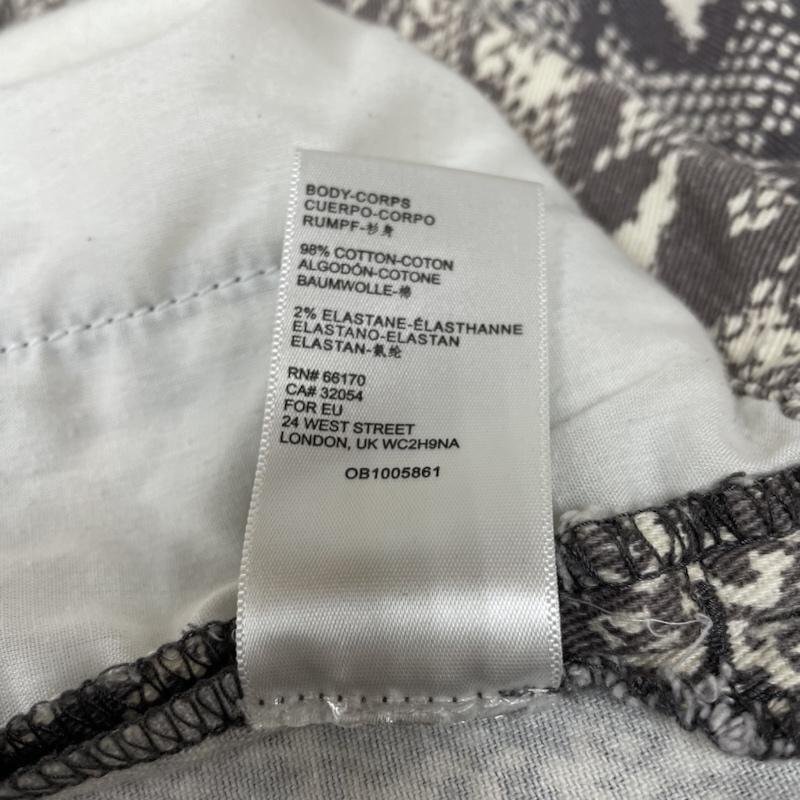 BODY-CORPS
CUERPO-CORPO
RUMPF-衫身
98% COTTON-COTON
ALGODÓN-COTONE
BAUMWOLLE-棉
2% ELASTANE-ÉLASTHANNE
ELASTANO-ELASTAN
ELASTAN-氨纶
RN# 66170
CA# 32054
FOR EU
24 WEST STREET
LONDON, UK WC2H9NA
OB1005861